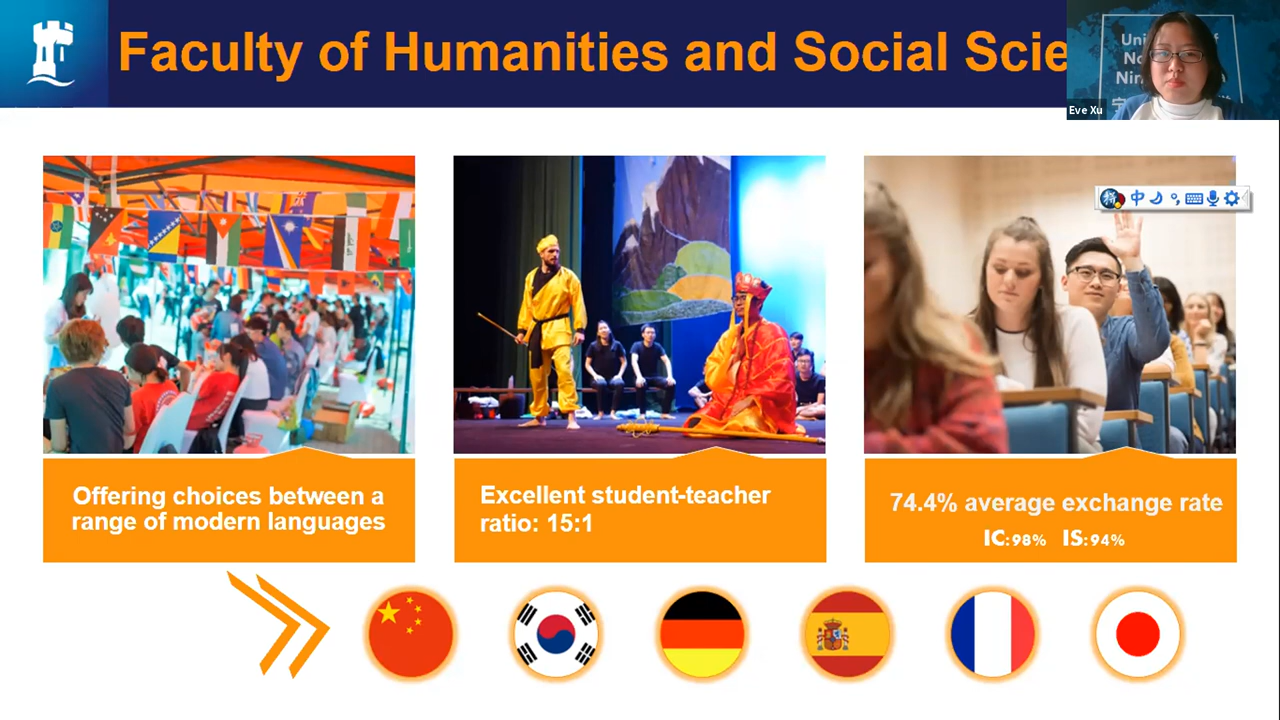 Faculty of Humanities and Social Scie
Eve Xu
中
Offering choices between a
range of modern languages
Excellent student-teacher
ratio: 15:1
74.4% average exchange rate
IC:98% IS:94%